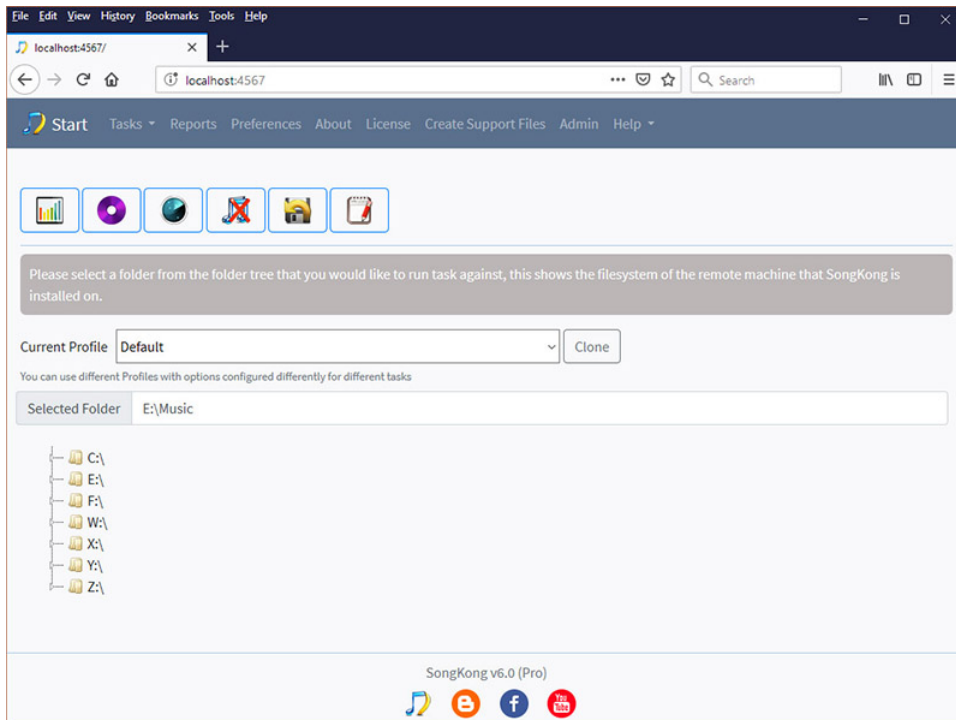 File Edit View History Bookmarks Tools Help
localhost:4567/
localhost:4567
Search
Start Tasks Reports Preferences About License Create Support Files Admin Help
Please select a folder from the folder tree that you would like to run task against, this shows the filesystem of the remote machine that SongKong is
installed on.
Current Profile Default Clone
You can use different Profiles with options configured differently for different tasks
Selected Folder E:\Music
C:\
E:\
F:\
W:\
X:\
Y:\
Z:\
SongKong v6.0 (Pro)
You
Tube